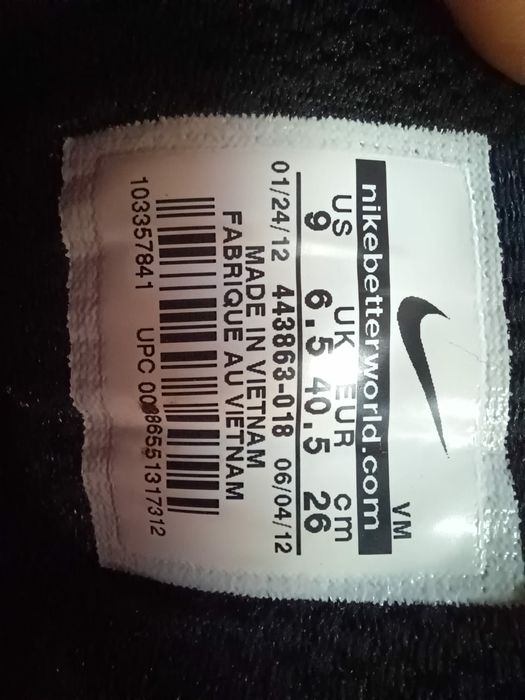 VM
nikebetterworld.com
US UK EUR cm
9 6.5 40.5 26
01/24/12 443863-018 06/04/12
MADE IN VIETNAM
FABRIQUE AU VIETNAM
103357841 UPC 00886551317312